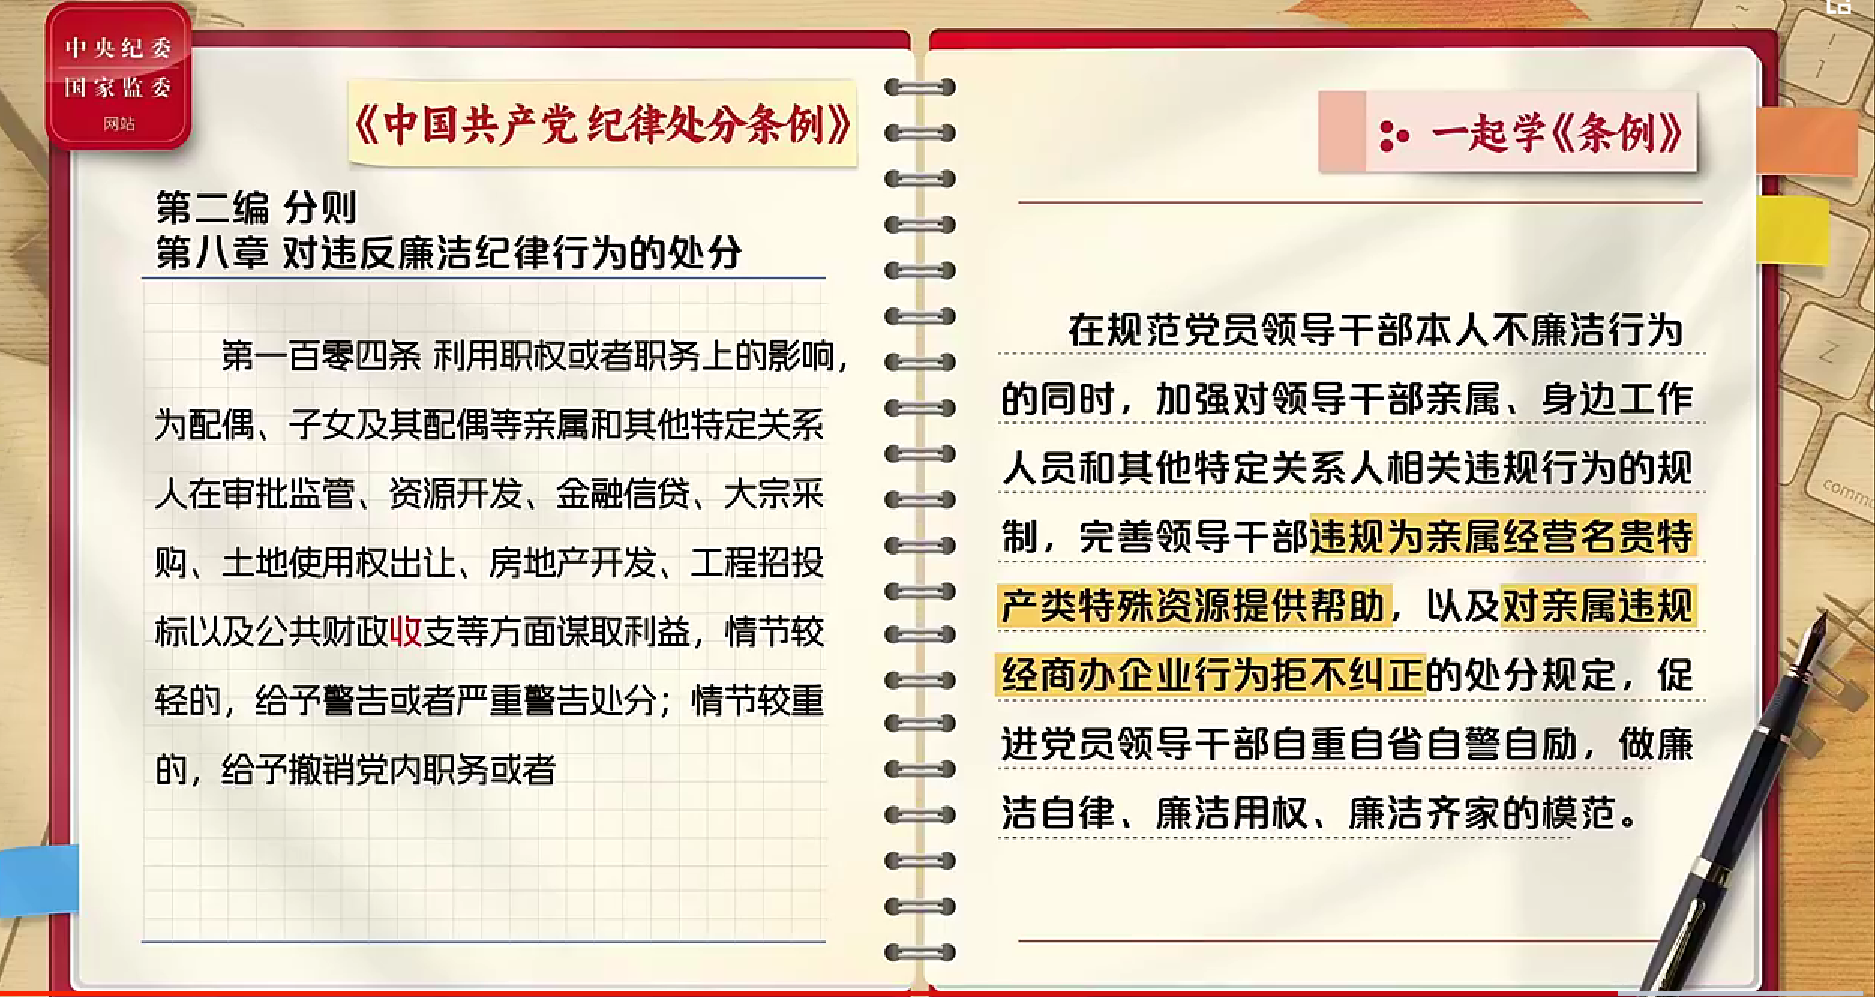 中央纪委
国家监委
网站
《中国共产党纪律处分条例》
第二编 分则
第八章 对违反廉洁纪律行为的处分
第一百零四条 利用职权或者职务上的影响，
为配偶、子女及其配偶等亲属和其他特定关系
人在审批监管、资源开发、金融信贷、大宗采
购、土地使用权出让、房地产开发、工程招投
标以及公共财政收支等方面谋取利益，情节较
轻的，给予警告或者严重警告处分；情节较重
的，给予撤销党内职务或者
一起学《条例》
在规范党员领导干部本人不廉洁行为
的同时，加强对领导干部亲属、身边工作
人员和其他特定关系人相关违规行为的规
制，完善领导干部违规为亲属经营名贵特
产类特殊资源提供帮助，以及对亲属违规
经商办企业行为拒不纠正的处分规定，促
进党员领导干部自重自省自警自励，做廉
洁自律、廉洁用权、廉洁齐家的模范。
Z